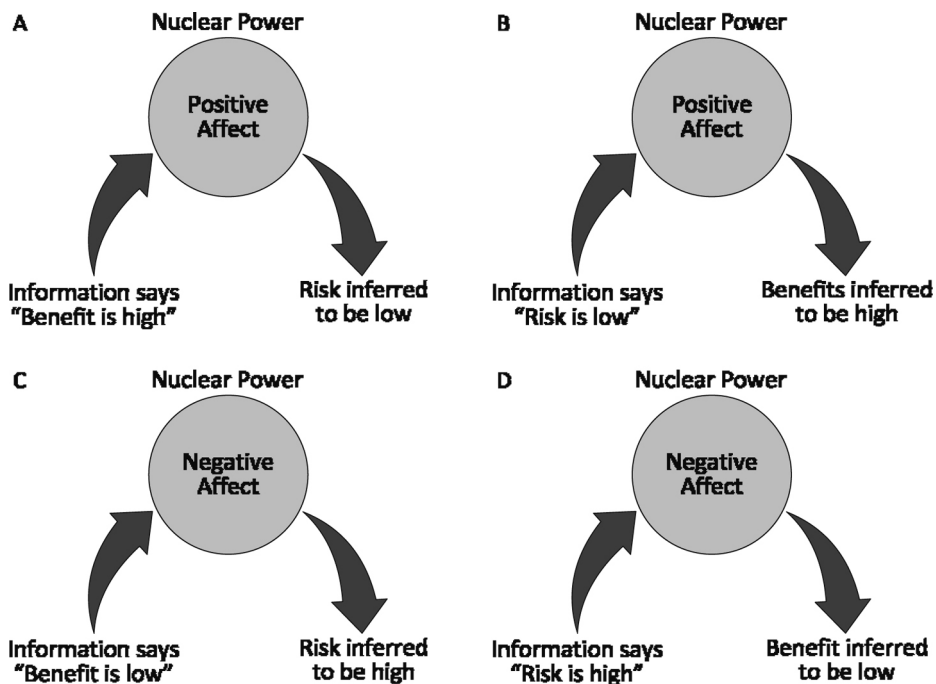 A
Nuclear Power
Positive
Affect
Information says
“Benefit is high”
Risk inferred
to be low
B
Nuclear Power
Positive
Affect
Information says
“Risk is low”
Benefits inferred
to be high
C
Nuclear Power
Negative
Affect
Information says
“Benefit is low”
Risk inferred
to be high
D
Nuclear Power
Negative
Affect
Information says
“Risk is high”
Benefit inferred
to be low